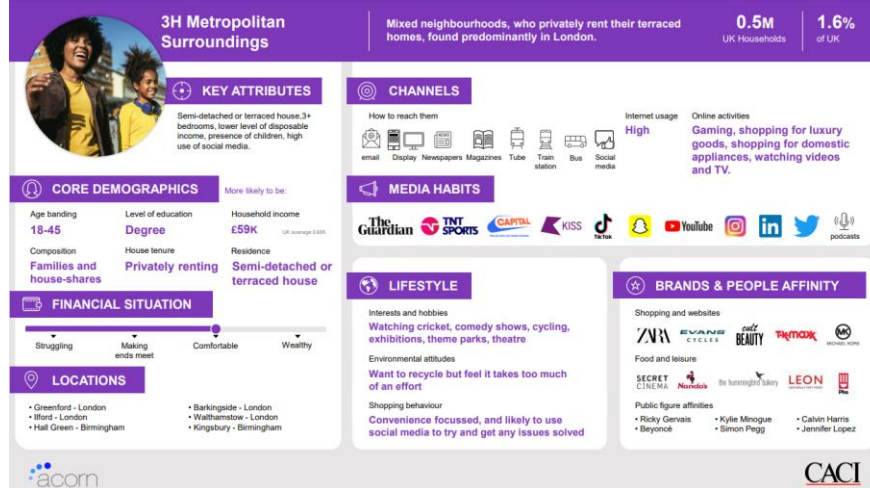 3H Metropolitan
Surroundings
Mixed neighbourhoods, who privately rent their terraced
homes, found predominantly in London.
0.5M
UK Households
1.6%
of UK
KEY ATTRIBUTES
Semi-detached or terraced house,3+
bedrooms, lower level of disposable
income, presence of children, high
use of social media.
CHANNELS
How to reach them
email
Display
Newspapers
Magazines
Tube
Train
station
Bus
Social
media
Internet usage
High
Online activities
Gaming, shopping for luxury
goods, shopping for domestic
appliances, watching videos
and TV.
CORE DEMOGRAPHICS
More likely to be:
Age banding
18-45
Level of education
Degree
Household income
£59K
UK average
Composition
Families and
house-shares
House tenure
Privately renting
Residence
Semi-detached or
terraced house
MEDIA HABITS
The
Guardian
TNT
SPORTS
CAPITAL
KISS
TikTok
YouTube
in
podcasts
FINANCIAL SITUATION
Struggling
Making
ends meet
Comfortable
Wealthy
LOCATIONS
• Greenford - London
• Ilford - London
• Hall Green - Birmingham
• Barkingside - London
• Walthamstow - London
• Kingsbury - Birmingham
LIFESTYLE
Interests and hobbies
Watching cricket, comedy shows, cycling,
exhibitions, theme parks, theatre
Environmental attitudes
Want to recycle but feel it takes too much
of an effort
Shopping behaviour
Convenience focussed, and likely to use
social media to try and get any issues solved
BRANDS & PEOPLE AFFINITY
Shopping and websites
ZARA
EVANS
CYCLES
cult
BEAUTY
TK-maxx
MK
MICHAEL KORS
Food and leisure
SECRET
CINEMA
Nando's
the hummingbird bakery
LEON
Pho
Public figure affinities
• Ricky Gervais
• Beyoncé
• Kylie Minogue
• Simon Pegg
• Calvin Harris
• Jennifer Lopez
acorn
CACI